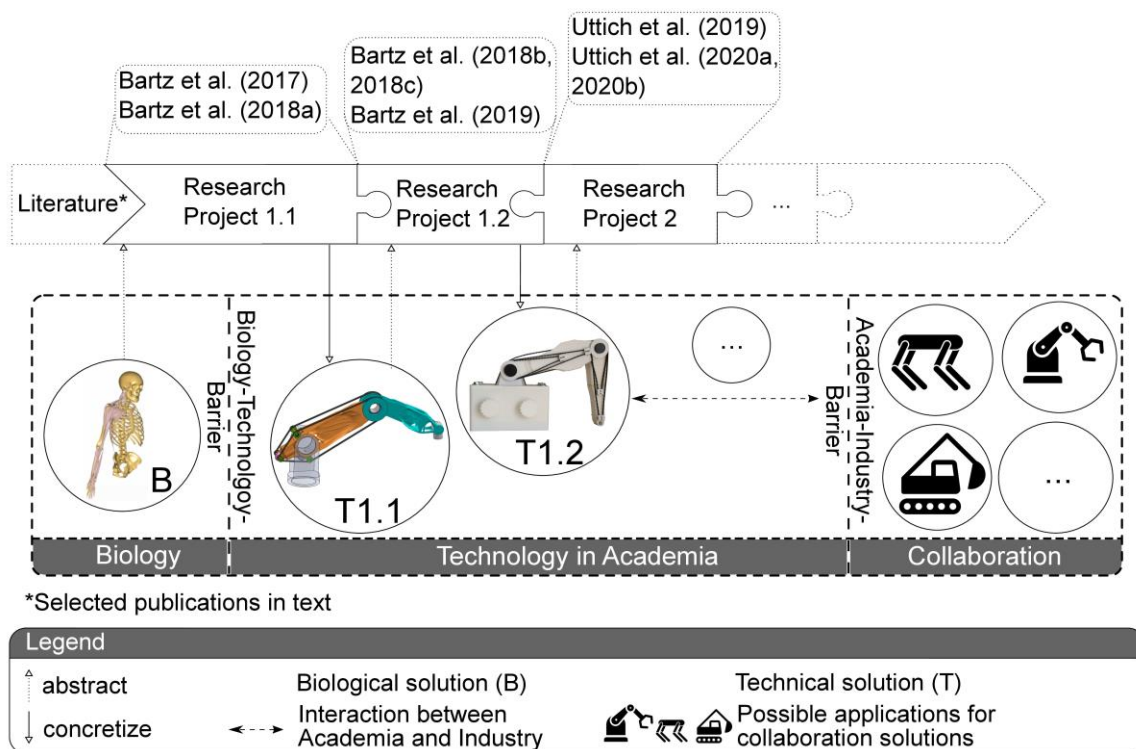 Uttich et al. (2019)
Uttich et al. (2020a,
2020b)
Bartz et al. (2018b,
2018c)
Bartz et al. (2019)
Bartz et al. (2017)
Bartz et al. (2018a)
Literature*
Research
Project 1.1
Research
Project 1.2
Research
Project 2
...
Biology-Technolgoy-
Barrier
Academia-Industry-
Barrier
B
T1.1
T1.2
...
...
Biology
Technology in Academia
Collaboration
*Selected publications in text
Legend
abstract
concretize
Biological solution (B)
Interaction between
Academia and Industry
Technical solution (T)
Possible applications for
collaboration solutions